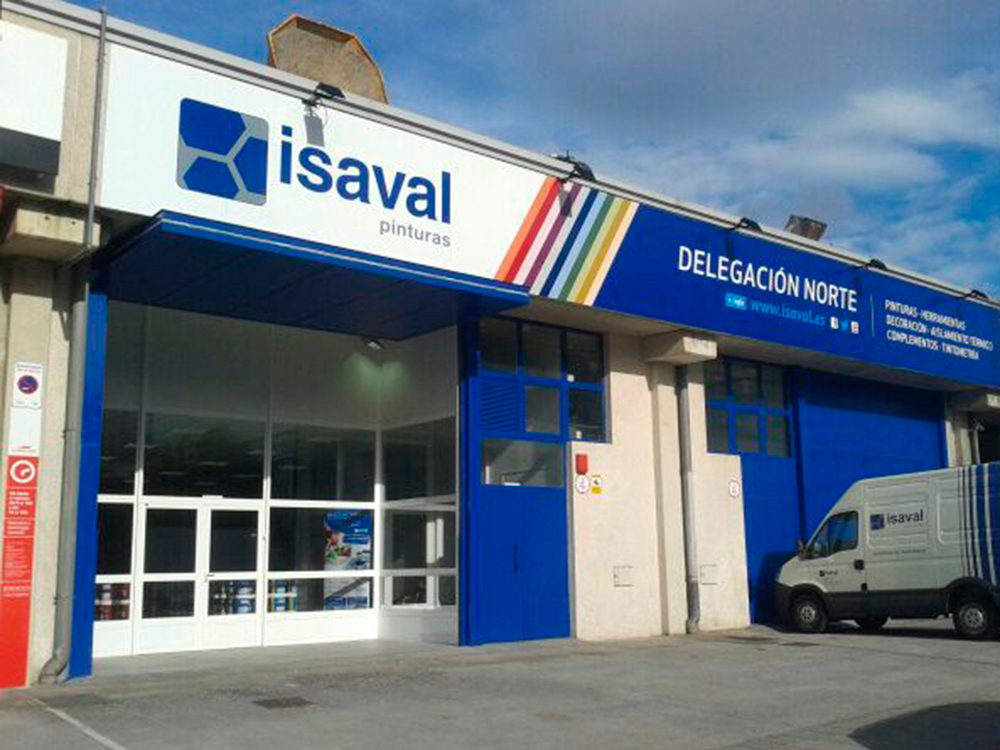 isaval
pinturas
DELEGACIÓN NORTE
www.isaval.es
PINTURAS - HERRAMIENTAS
DECORACIÓN - AISLAMIENTO TÉRMICO
COMPLEMENTOS - TINTOMETRÍA
isaval